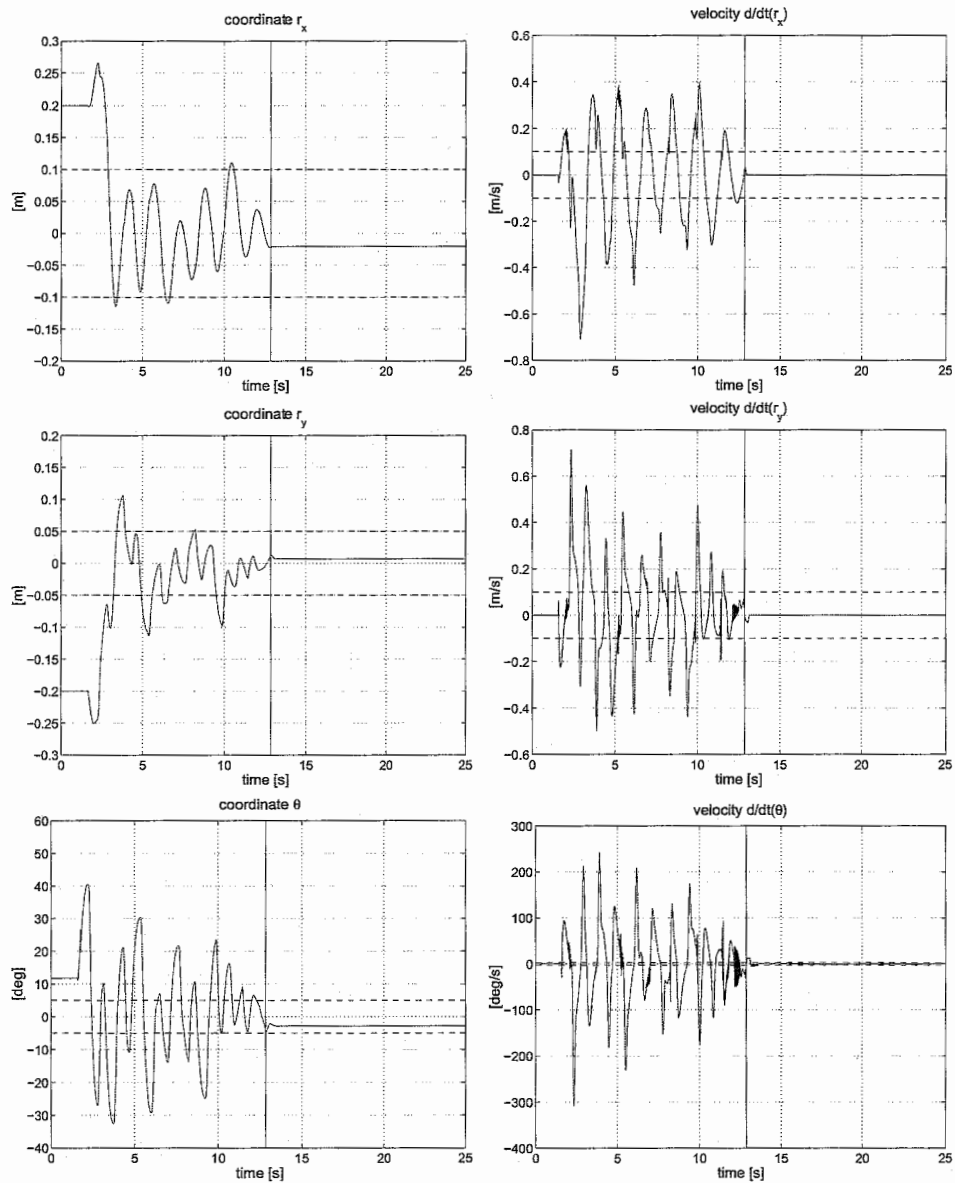 coordinate r_x
0.3
0.25
0.2
0.15
0.1
0.05
0
−0.05
−0.1
−0.15
−0.2
[m]
0 5 10 15 20 25
time [s]
velocity d/dt(r_x)
0.6
0.4
0.2
0
−0.2
−0.4
−0.6
−0.8
[m/s]
0 5 10 15 20 25
time [s]
coordinate r_y
0.2
0.15
0.1
0.05
0
−0.05
−0.1
−0.15
−0.2
−0.25
−0.3
[m]
0 5 10 15 20 25
time [s]
velocity d/dt(r_y)
0.8
0.6
0.4
0.2
0
−0.2
−0.4
−0.6
[m/s]
0 5 10 15 20 25
time [s]
coordinate θ
60
50
40
30
20
10
0
−10
−20
−30
−40
[deg]
0 5 10 15 20 25
time [s]
velocity d/dt(θ)
300
200
100
0
−100
−200
−300
−400
[deg/s]
0 5 10 15 20 25
time [s]